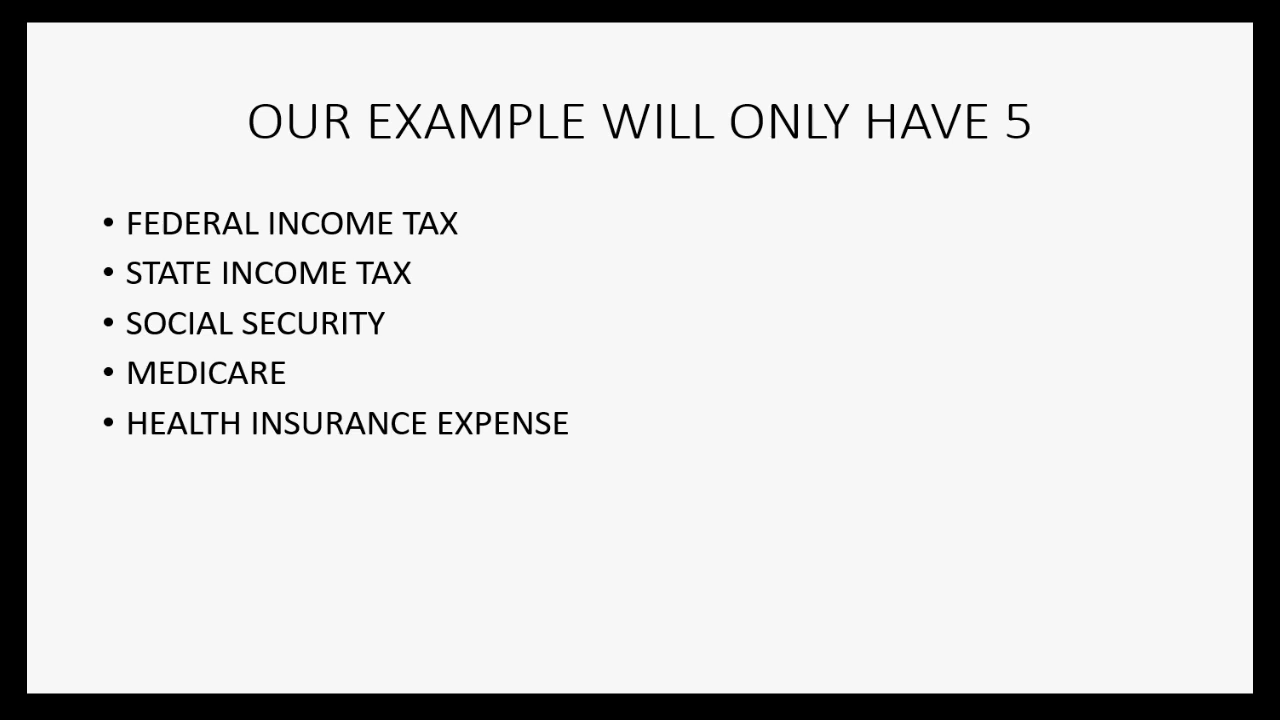 OUR EXAMPLE WILL ONLY HAVE 5
• FEDERAL INCOME TAX
• STATE INCOME TAX
• SOCIAL SECURITY
• MEDICARE
• HEALTH INSURANCE EXPENSE